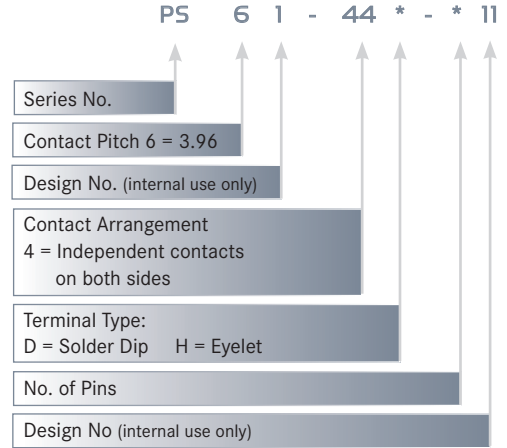 PS 6 1 - 44 * - * 11
Series No.
Contact Pitch 6 = 3.96
Design No. (internal use only)
Contact Arrangement
4 = Independent contacts
on both sides
Terminal Type:
D = Solder Dip H = Eyelet
No. of Pins
Design No (internal use only)